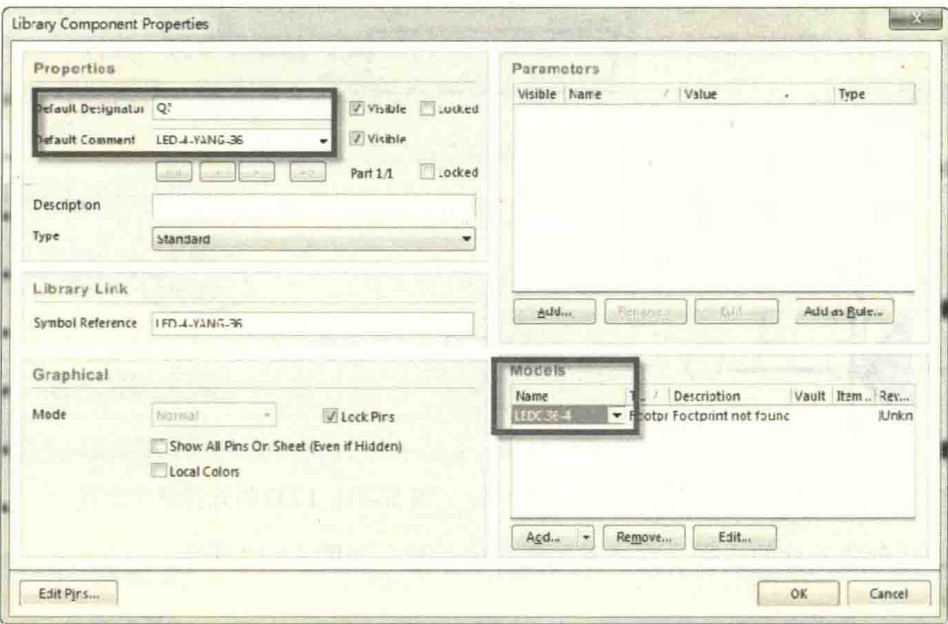 Library Component Properties
Properties
Default Designator Q? Visible Locked
Default Comment LED-4-YANG-36 Visible
Part 1/1 Locked
Description
Type Standard
Library Link
Symbol Reference LED-4-YANG-36
Graphical
Mode Normal Lock Pins
Show All Pins On Sheet (Even if Hidden)
Local Colors
Parameters
Visible Name / Value Type
Add... Remove... Edit... Add as Rule...
Models
Name T... / Description Vault Item... Rev...
LEDC 36-4 Footpr Footprint not found [Unkn
Add... Remove... Edit...
Edit Pins... OK Cancel